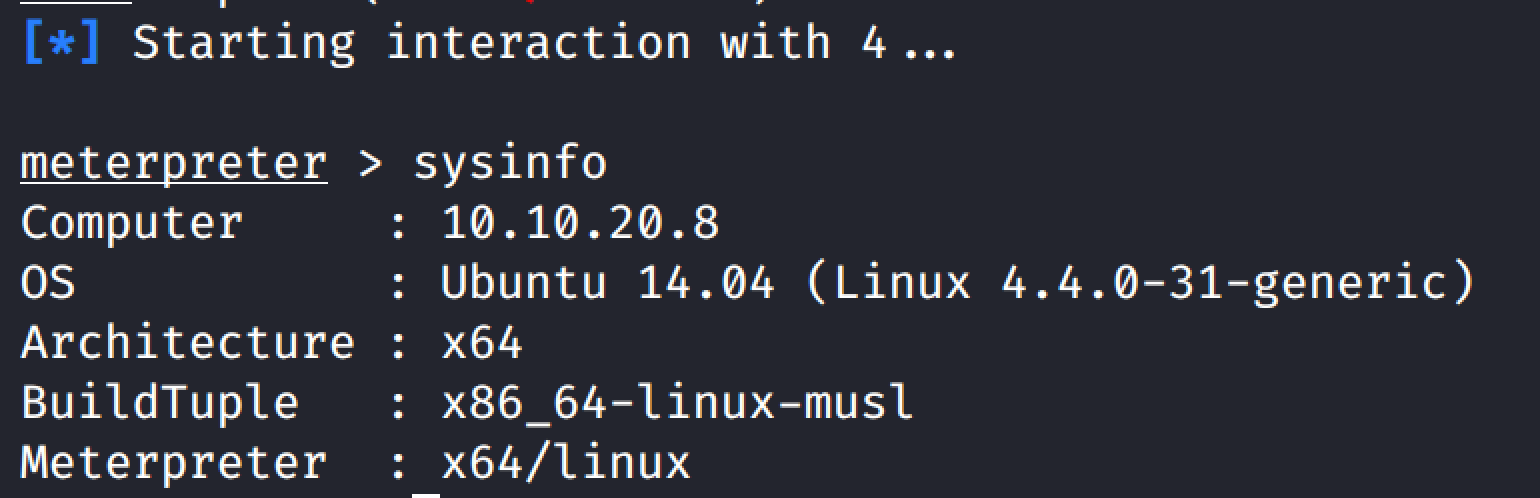 [*] Starting interaction with 4...
meterpreter > sysinfo
Computer     : 10.10.20.8
OS           : Ubuntu 14.04 (Linux 4.4.0-31-generic)
Architecture : x64
BuildTuple   : x86_64-linux-musl
Meterpreter  : x64/linux